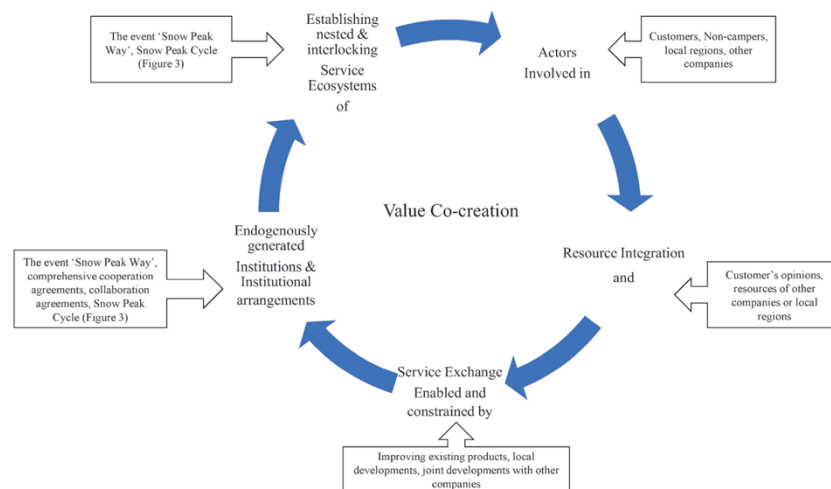 The event ‘Snow Peak
Way’, Snow Peak Cycle
(Figure 3)
Establishing
nested &
interlocking
Service
Ecosystems
of
Actors
Involved in
Customers, Non-campers,
local regions, other
companies
Value Co-creation
Resource Integration
and
Customer’s opinions,
resources of other
companies or local
regions
Service Exchange
Enabled and
constrained by
Improving existing products, local
developments, joint developments with other
companies
Endogenously
generated
Institutions &
Institutional
arrangements
The event ‘Snow Peak Way’,
comprehensive cooperation
agreements, collaboration
agreements, Snow Peak
Cycle (Figure 3)